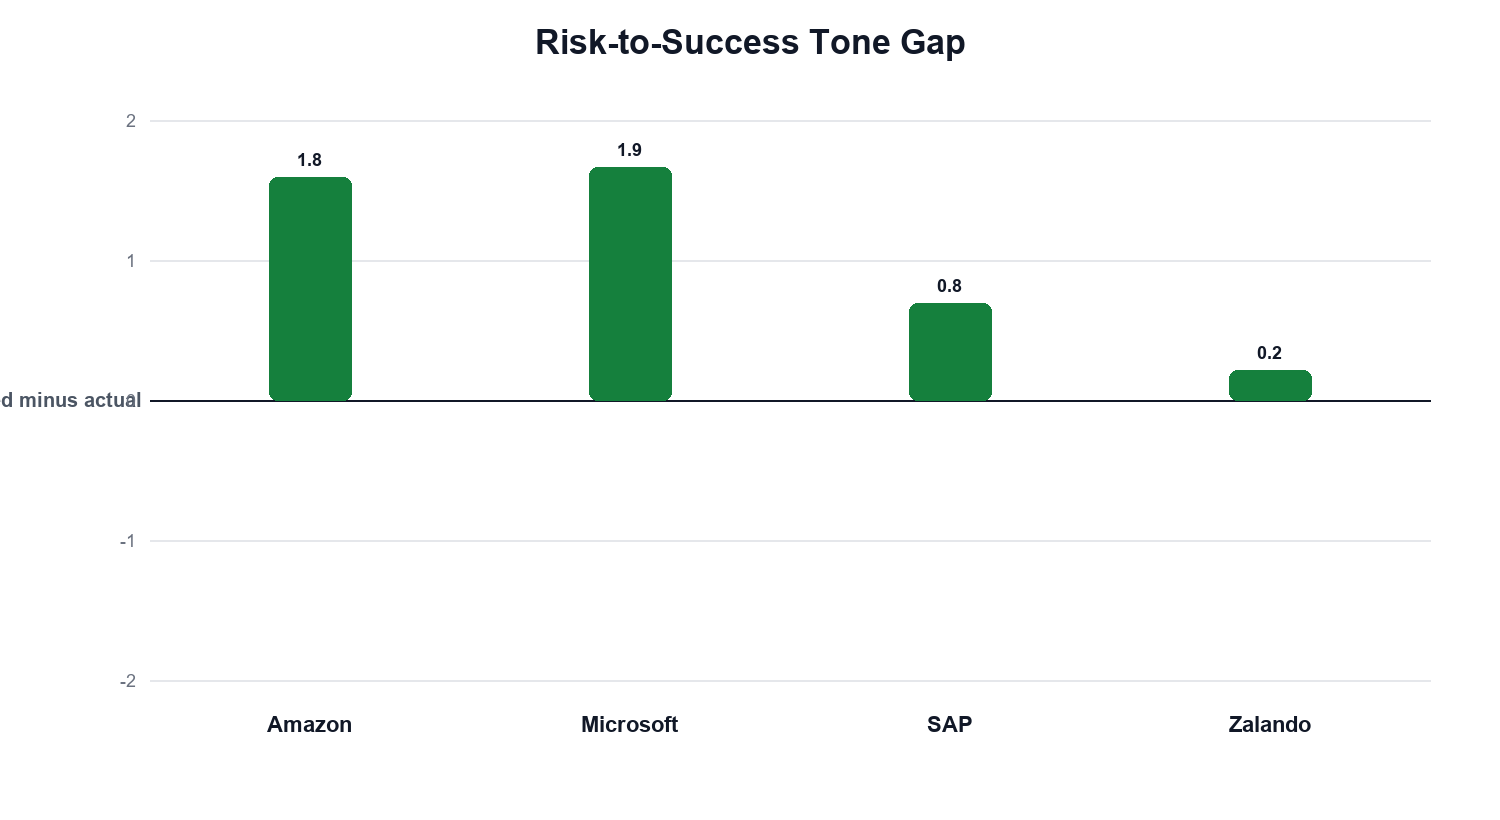 Risk-to-Success Tone Gap
2
1.8
1.9
1
0.8
0.2
d minus actual
-1
-2
Amazon
Microsoft
SAP
Zalando